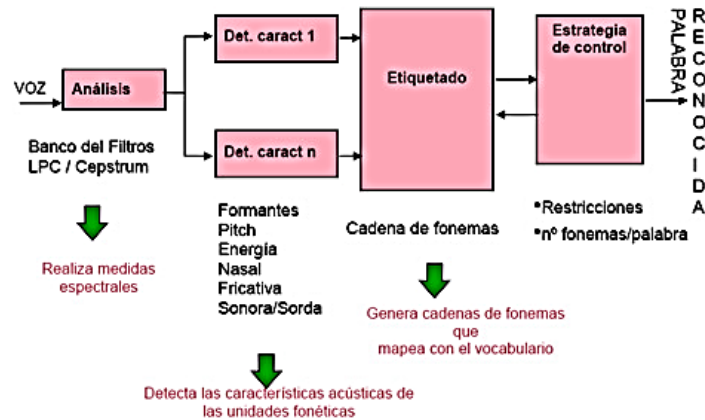 VOZ
Análisis
Det. caract 1
Det. caract n
Etiquetado
Estrategia
de control
PALABRA
RECONOCIDA
Banco del Filtros
LPC / Cepstrum
Realiza medidas
espectrales
Formantes
Pitch
Energía
Nasal
Fricativa
Sonora/Sorda
Detecta las características acústicas de
las unidades fonéticas
Cadena de fonemas
Genera cadenas de fonemas
que
mapea con el vocabulario
•Restricciones
•nº fonemas/palabra